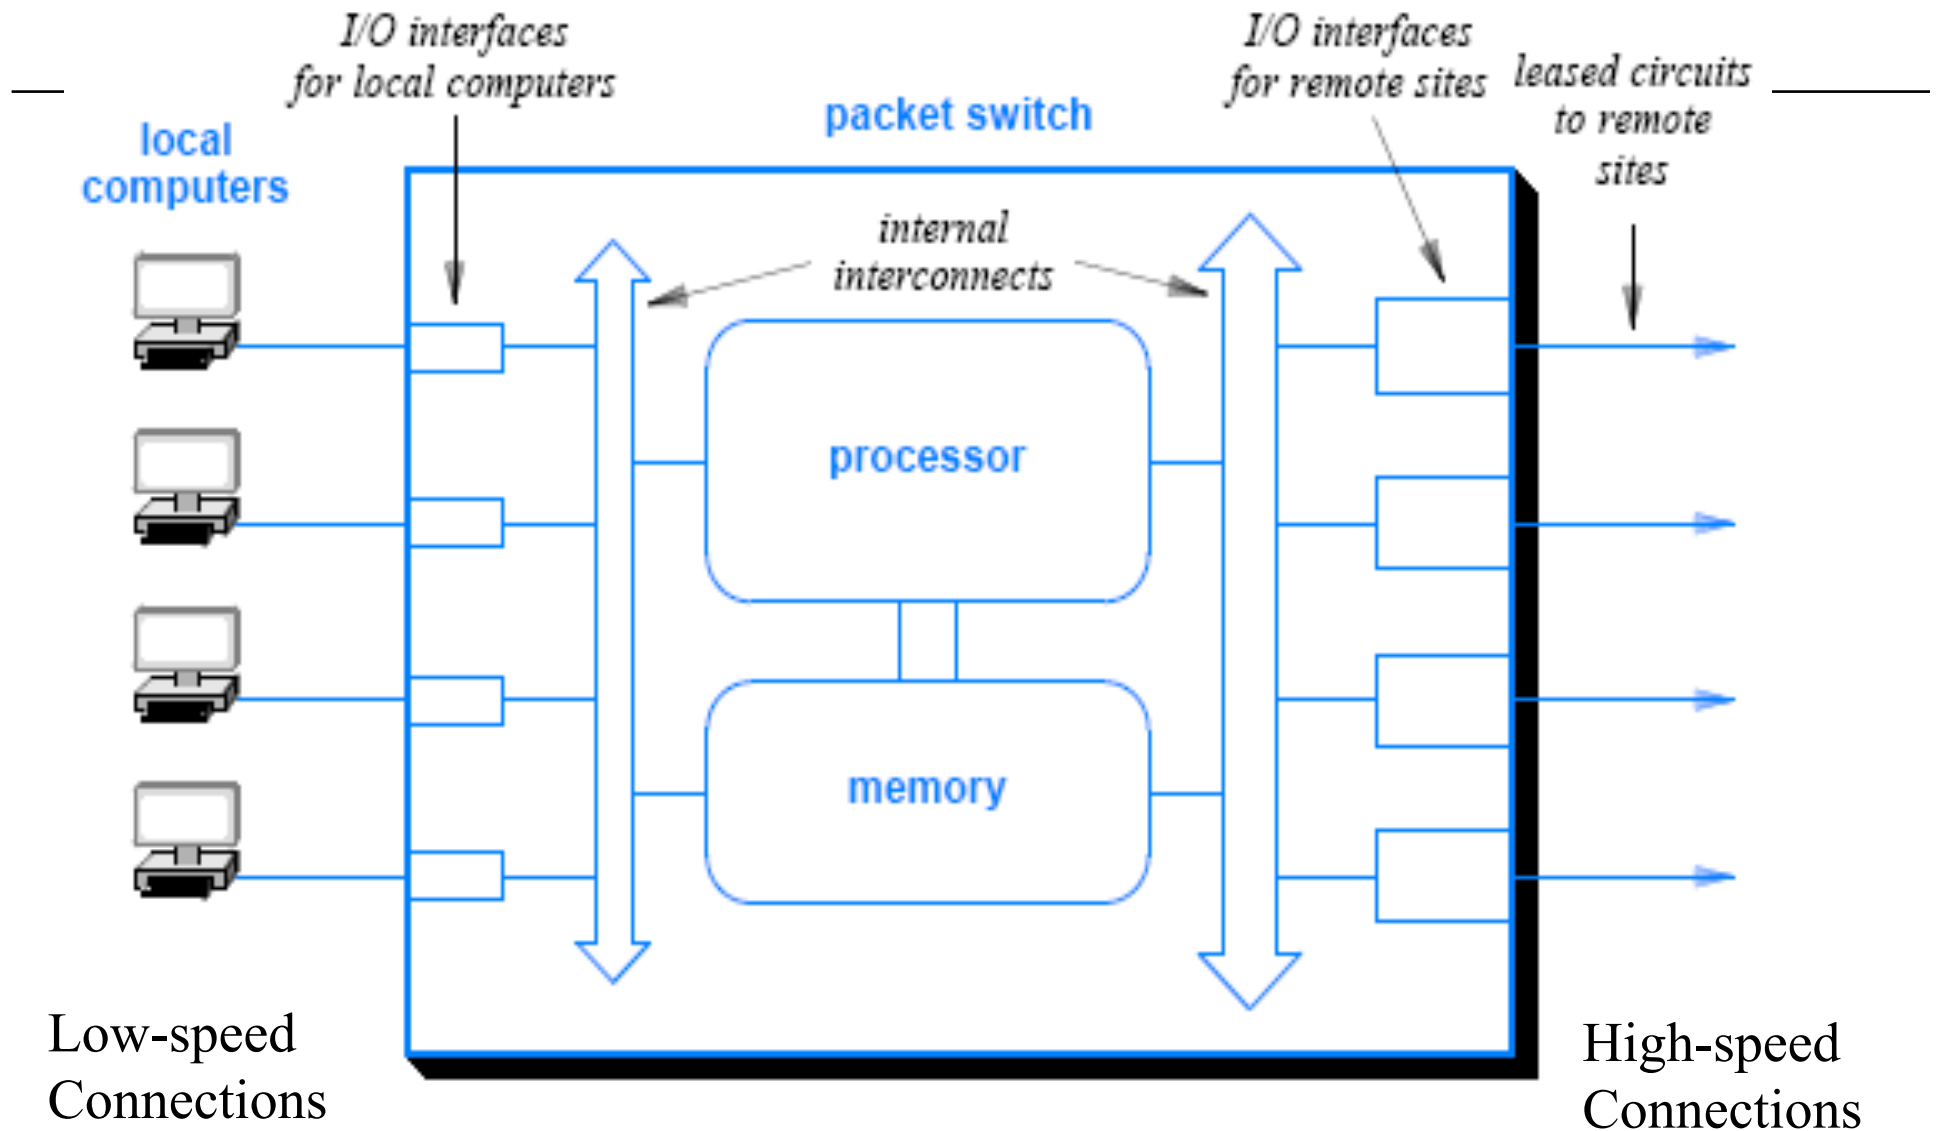 I/O interfaces
for local computers
I/O interfaces
for remote sites
leased circuits
to remote
sites
packet switch
local
computers
internal
interconnects
processor
memory
Low-speed
Connections
High-speed
Connections